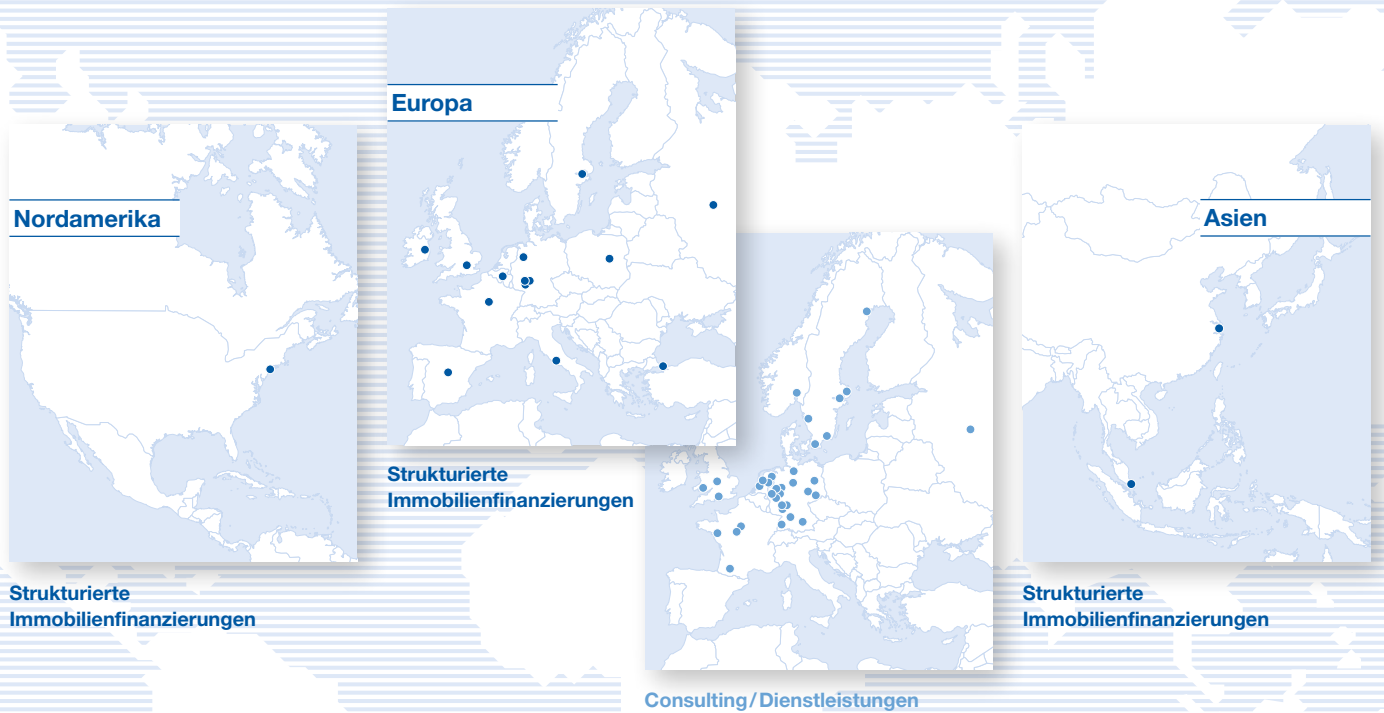 Europa
Nordamerika
Asien
Strukturierte
Immobilienfinanzierungen
Strukturierte
Immobilienfinanzierungen
Strukturierte
Immobilienfinanzierungen
Consulting/Dienstleistungen